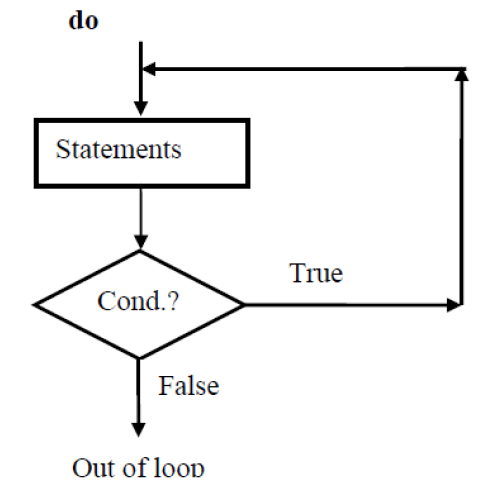 do
Statements
True
Cond.?
False
Out of loop